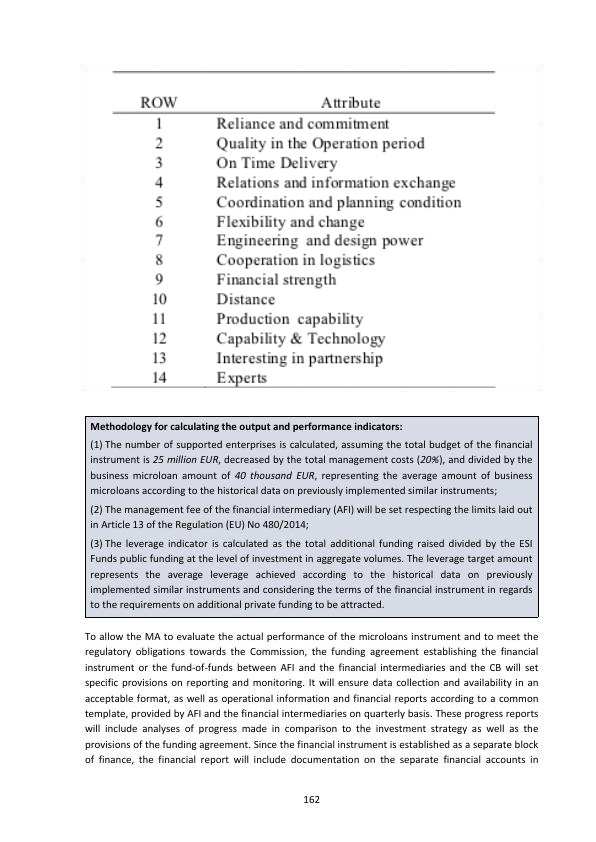 ROW Attribute
1 Reliance and commitment
2 Quality in the Operation period
3 On Time Delivery
4 Relations and information exchange
5 Coordination and planning condition
6 Flexibility and change
7 Engineering and design power
8 Cooperation in logistics
9 Financial strength
10 Distance
11 Production capability
12 Capability & Technology
13 Interesting in partnership
14 Experts
Methodology for calculating the output and performance indicators:
(1) The number of supported enterprises is calculated, assuming the total budget of the financial
instrument is 25 million EUR, decreased by the total management costs (20%), and divided by the
business microloan amount of 40 thousand EUR, representing the average amount of business
microloans according to the historical data on previously implemented similar instruments;
(2) The management fee of the financial intermediary (AFI) will be set respecting the limits laid out
in Article 13 of the Regulation (EU) No 480/2014;
(3) The leverage indicator is calculated as the total additional funding raised divided by the ESI
Funds public funding at the level of investment in aggregate volumes. The leverage target amount
represents the average leverage achieved according to the historical data on previously
implemented similar instruments and considering the terms of the financial instrument in regards
to the requirements on additional private funding to be attracted.
To allow the MA to evaluate the actual performance of the microloans instrument and to meet the
regulatory obligations towards the Commission, the funding agreement establishing the financial
instrument or the fund-of-funds between AFI and the financial intermediaries and the CB will set
specific provisions on reporting and monitoring. It will ensure data collection and availability in an
acceptable format, as well as operational information and financial reports according to a common
template, provided by AFI and the financial intermediaries on quarterly basis. These progress reports
will include analyses of progress made in comparison to the investment strategy as well as the
provisions of the funding agreement. Since the financial instrument is established as a separate block
of finance, the financial report will include documentation on the separate financial accounts in
162